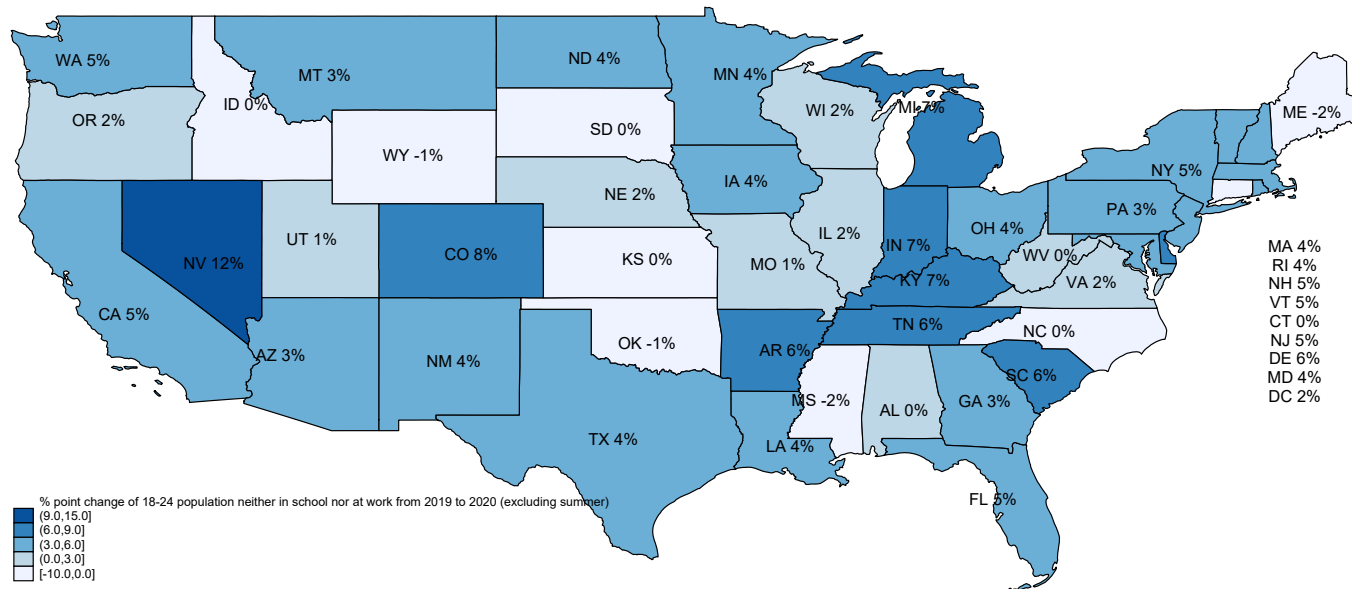 WA 5%
MT 3%
ND 4%
MN 4%
ID 0%
WI 2%
MI 7%
ME -2%
OR 2%
SD 0%
WY -1%
NY 5%
IA 4%
NE 2%
PA 3%
OH 4%
IL 2%
IN 7%
UT 1%
CO 8%
NV 12%
KS 0%
MO 1%
WV 0%
KY 7%
VA 2%
MA 4%
RI 4%
NH 5%
VT 5%
CT 0%
NJ 5%
DE 6%
MD 4%
DC 2%
CA 5%
TN 6%
NC 0%
OK -1%
AR 6%
AZ 3%
NM 4%
SC 6%
MS -2%
AL 0%
GA 3%
TX 4%
LA 4%
FL 5%
% point change of 18-24 population neither in school nor at work from 2019 to 2020 (excluding summer)
(9.0,15.0]
(6.0,9.0]
(3.0,6.0]
(0.0,3.0]
[-10.0,0.0]